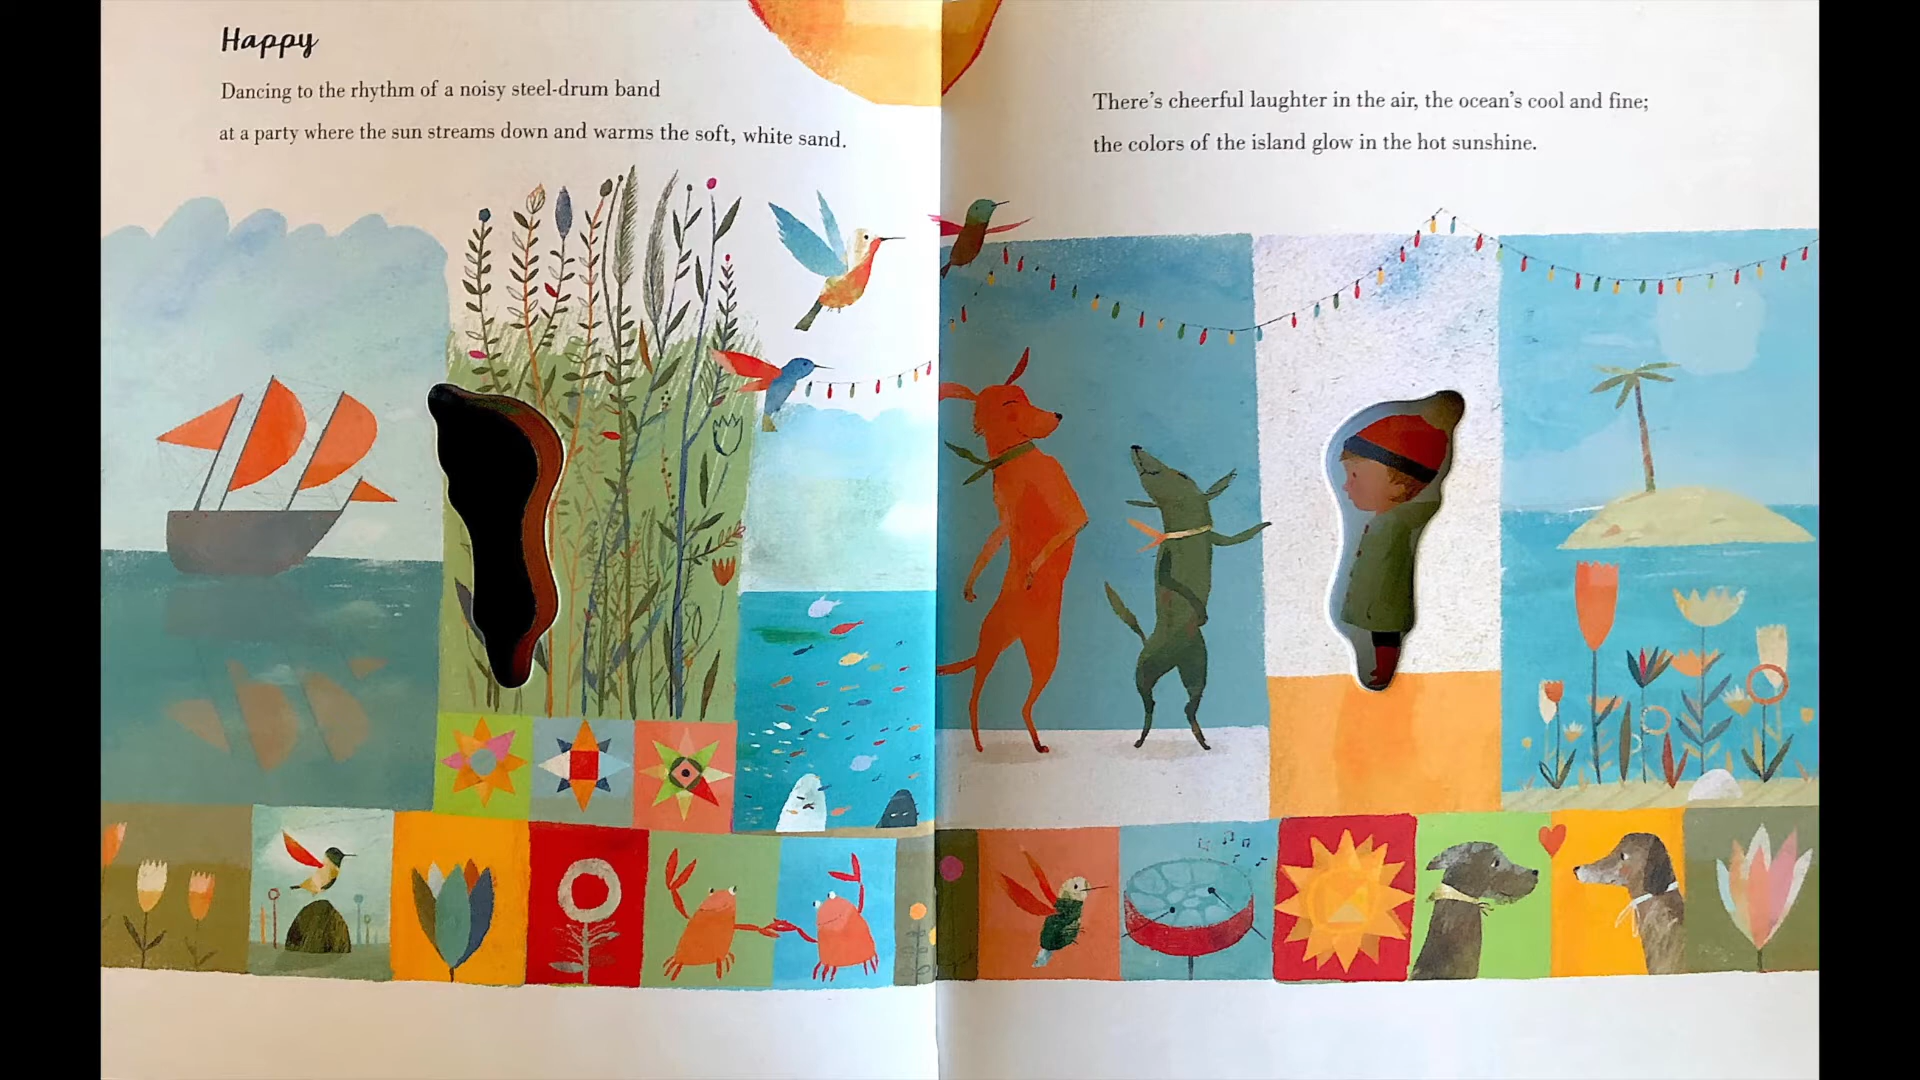 Happy
Dancing to the rhythm of a noisy steel-drum band
at a party where the sun streams down and warms the soft, white sand.
There’s cheerful laughter in the air, the ocean’s cool and fine;
the colors of the island glow in the hot sunshine.